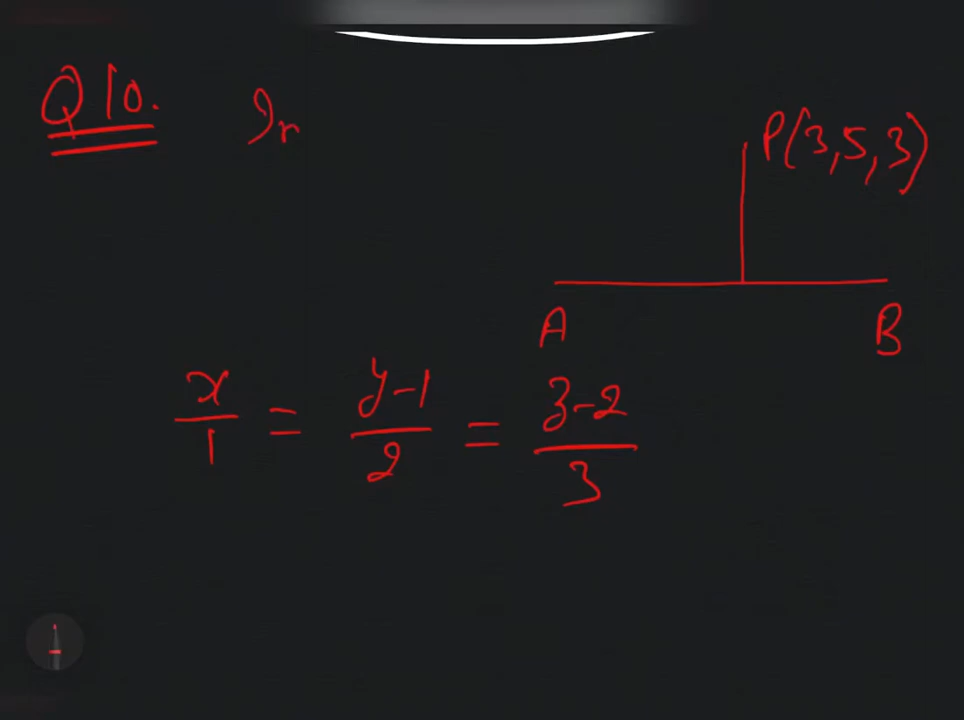 Q10. In
P(3,5,3)
A B
x/1 = y-1/2 = z-2/3